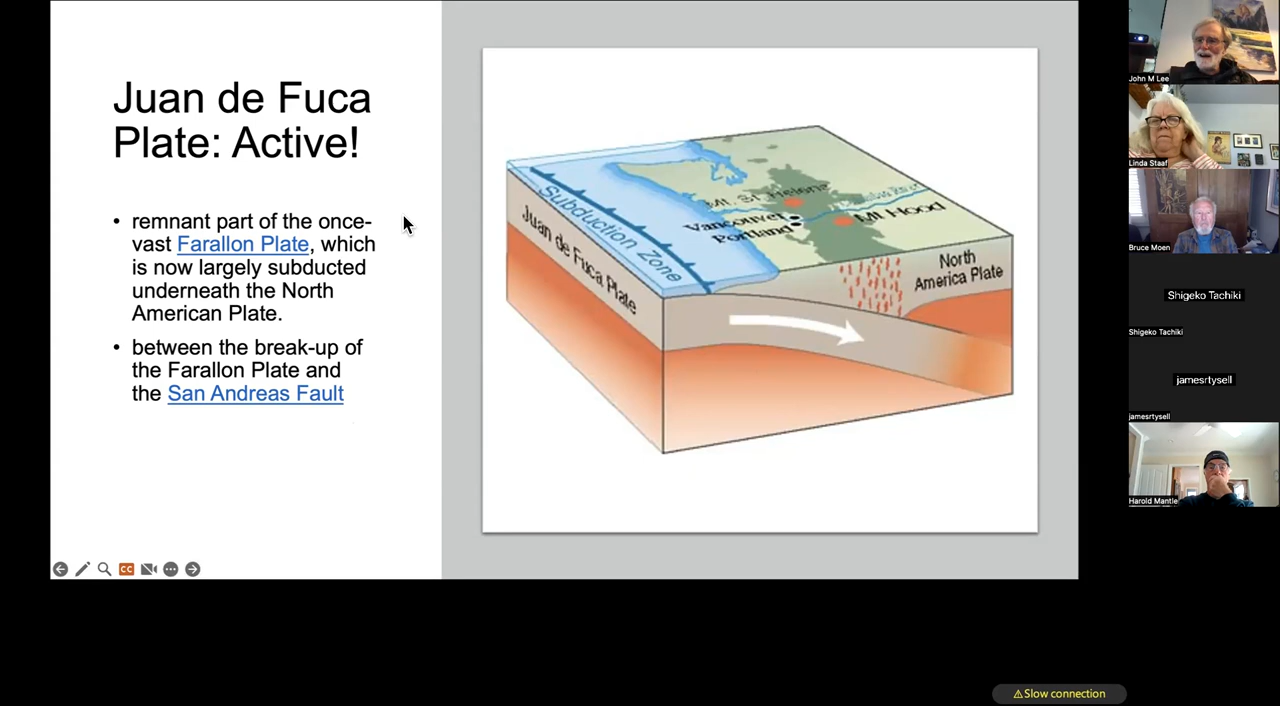 Juan de Fuca
Plate: Active!
• remnant part of the once-
vast Farallon Plate, which
is now largely subducted
underneath the North
American Plate.
• between the break-up of
the Farallon Plate and
the San Andreas Fault
Subduction Zone
Juan de Fuca Plate
Mt. St. Helens
Vancouver
Portland
Mt Hood
North
America Plate
CC
John M Lee
Linda Staaf
Bruce Moen
Shigeko Tachiki
Shigeko Tachiki
jamesrtysell
jamesrtysell
Harold Mantle
⚠Slow connection